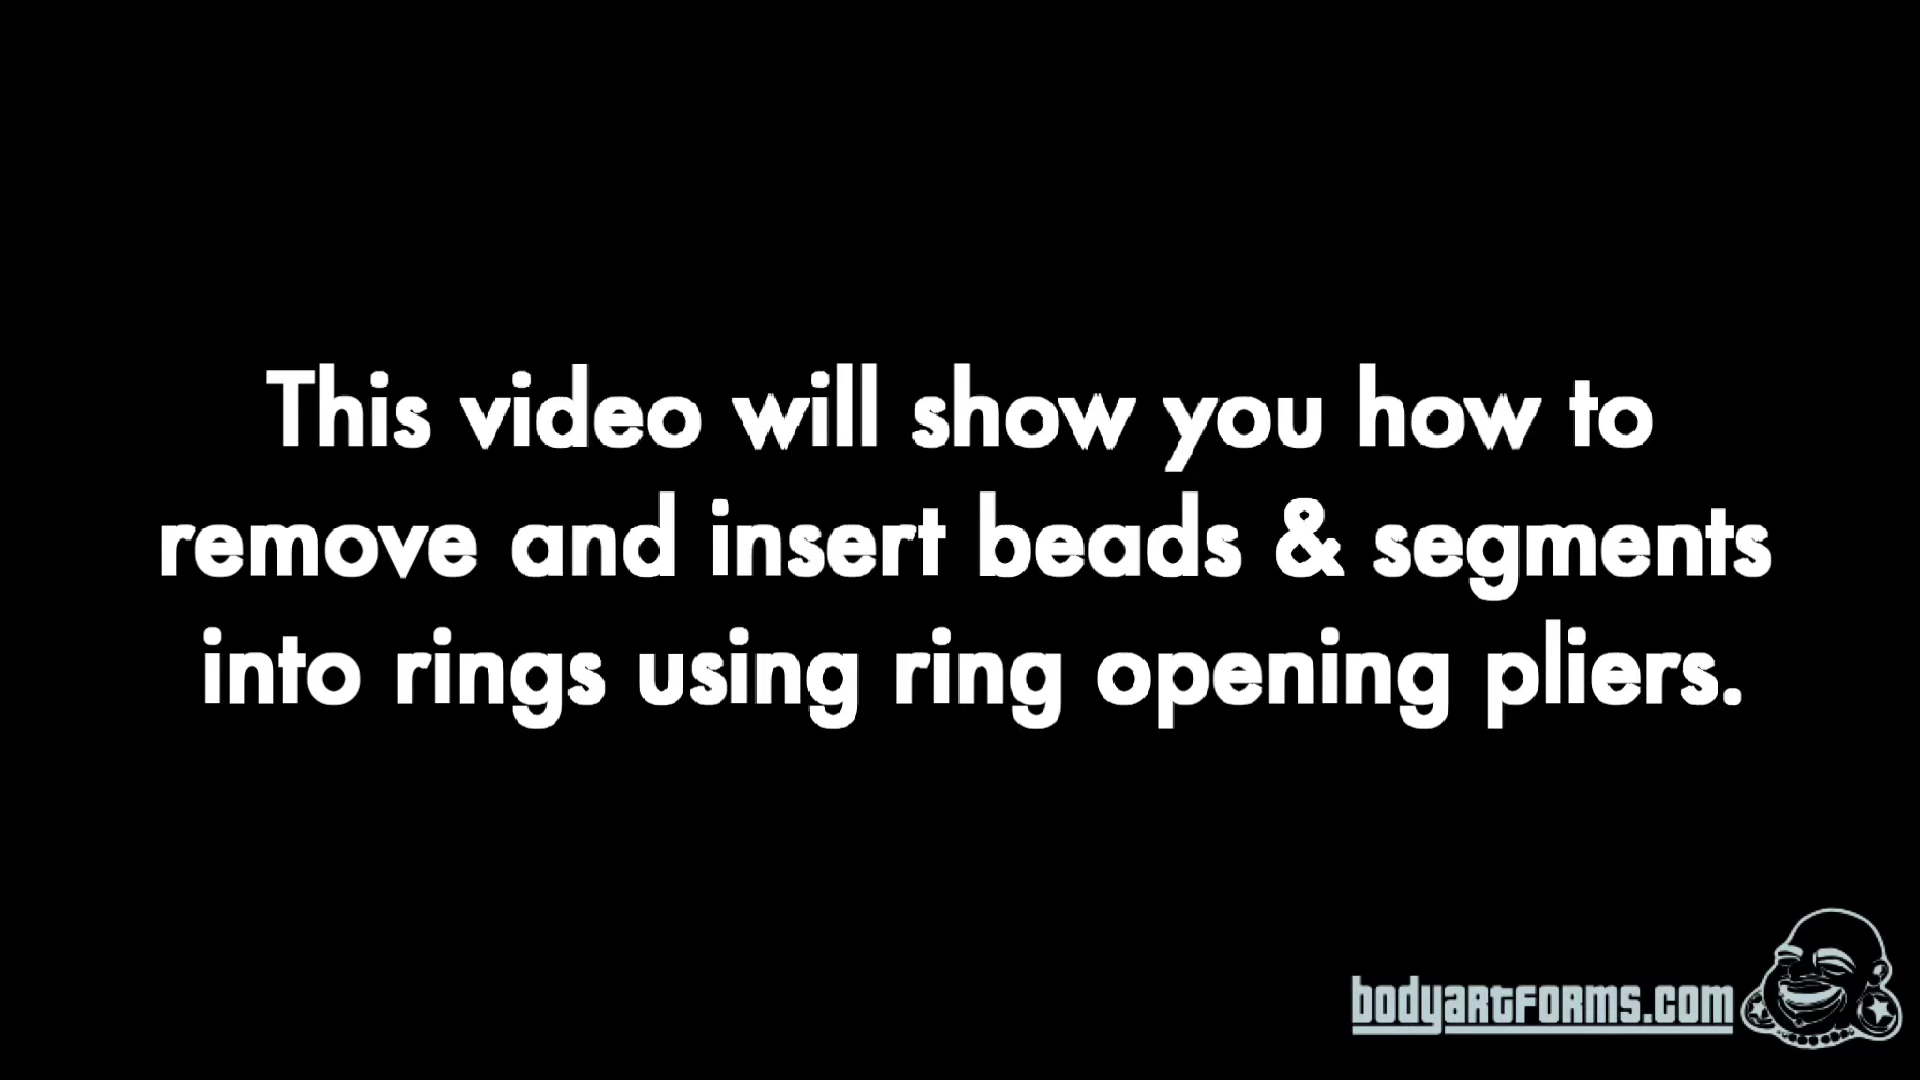 This video will show you how to
remove and insert beads & segments
into rings using ring opening pliers.
bodyartforms.com